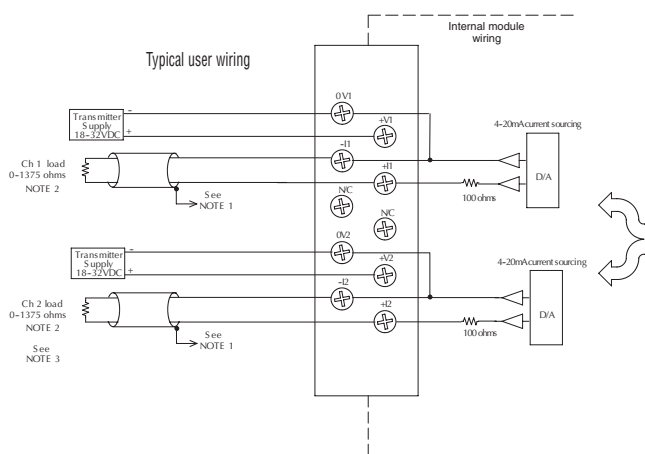 Internal module
wiring
Typical user wiring
0V1
Transmitter
Supply
18-32VDC
-
+
+V1
4-20mA current sourcing
-I1
Ch 1 load
0-1375 ohms
NOTE 2
+I1
D/A
See
NOTE 1
N/C
100 ohms
N/C
0V2
Transmitter
Supply
18-32VDC
-
+
+V2
4-20mA current sourcing
-I2
Ch 2 load
0-1375 ohms
NOTE 2
+I2
D/A
See
NOTE 1
100 ohms
See
NOTE 3